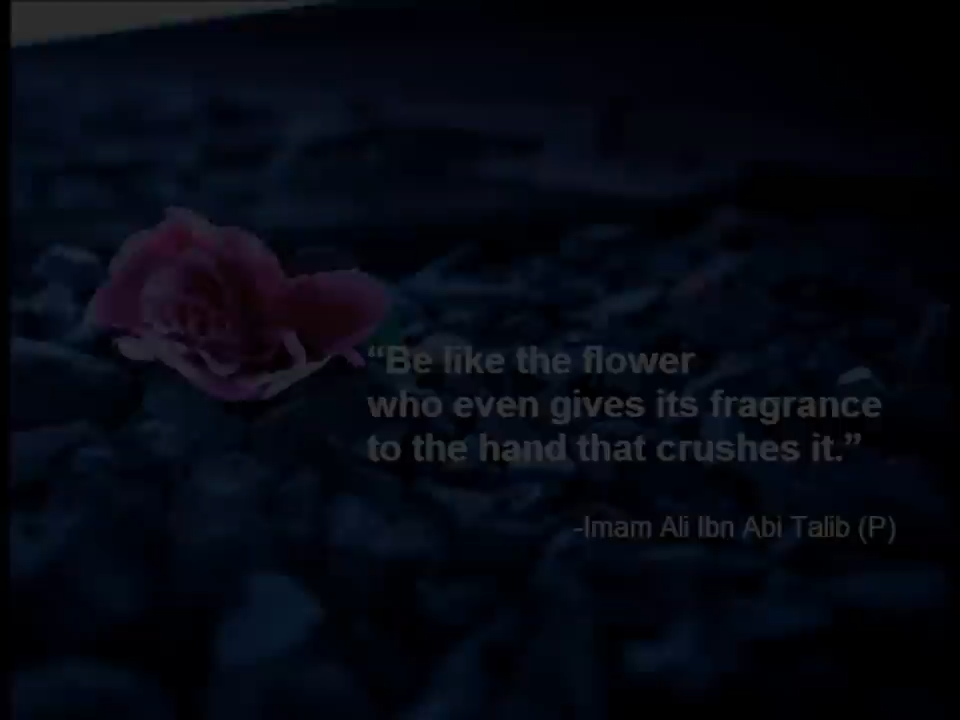 “Be like the flower
who even gives its fragrance
to the hand that crushes it.”
-Imam Ali Ibn Abi Talib (P)